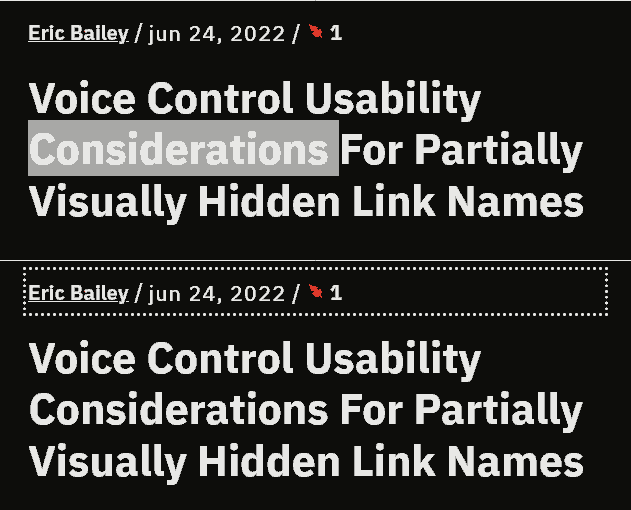 Eric Bailey / jun 24, 2022 / 1
Voice Control Usability
Considerations For Partially
Visually Hidden Link Names
Eric Bailey / jun 24, 2022 / 1
Voice Control Usability
Considerations For Partially
Visually Hidden Link Names